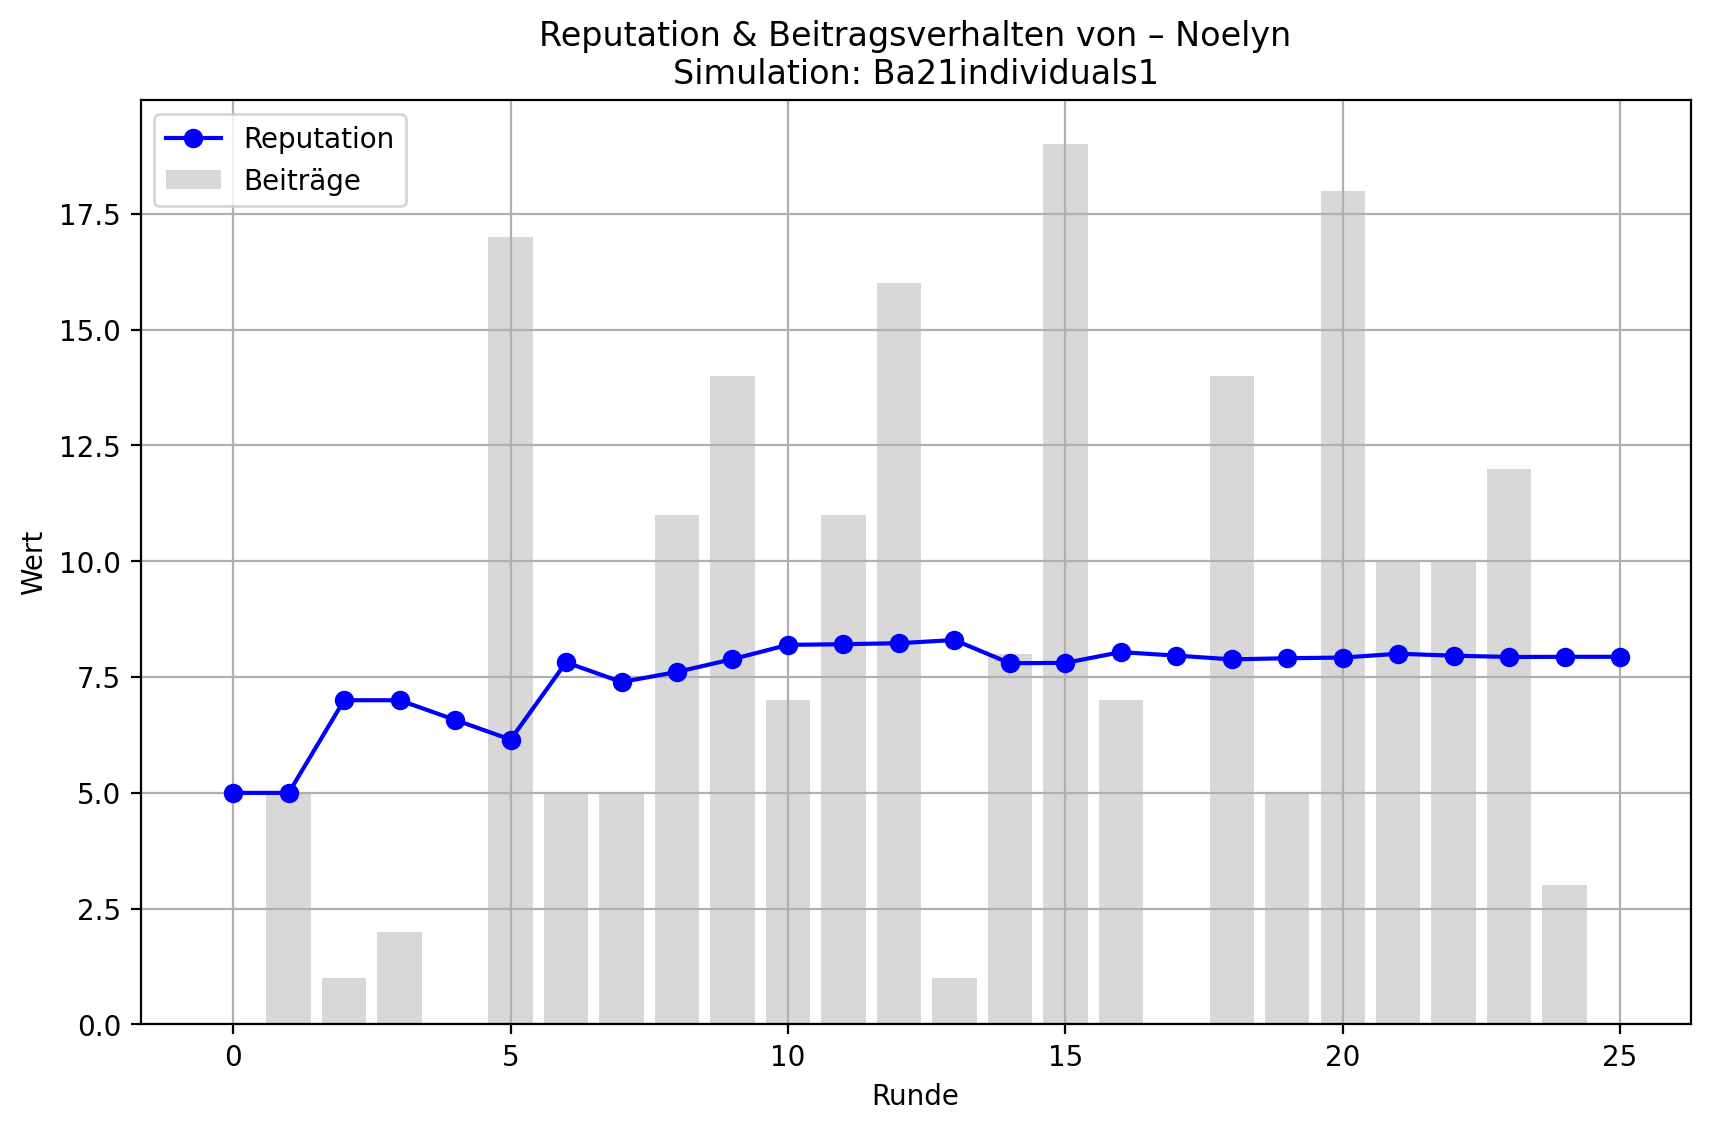 Reputation & Beitragsverhalten von – Noelyn
Simulation: Ba21individuals1
Reputation
Beiträge
17.5
15.0
12.5
10.0
7.5
5.0
2.5
0.0
Wert
0 5 10 15 20 25
Runde